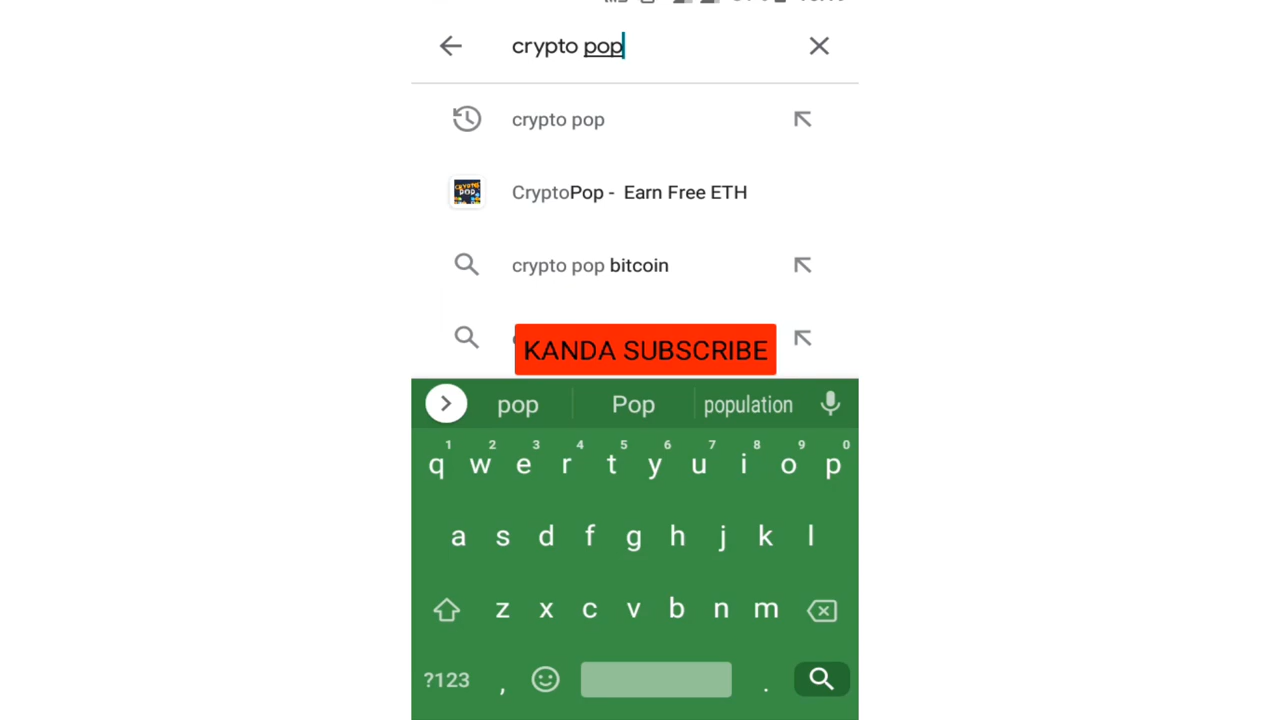 crypto pop
crypto pop
CryptoPop - Earn Free ETH
crypto pop bitcoin
KANDA SUBSCRIBE
pop Pop population
1 2 3 4 5 6 7 8 9 0
q w e r t y u i o p
a s d f g h j k l
z x c v b n m
?123 , .